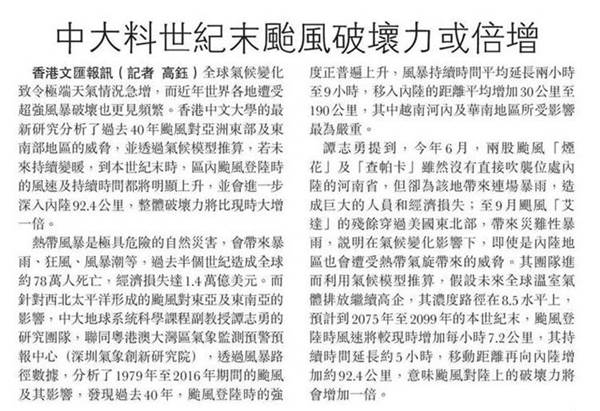 中大料世紀末颱風破壞力或倍增
香港文匯報訊（記者 高鈺）全球氣候變化
致令極端天氣情況急增，而近年世界各地遭受
超強風暴破壞也更見頻繁。香港中文大學的最
新研究分析了過去40年颱風對亞洲東部及東
南部地區的威脅，並透過氣候模型推算，若未
來持續變暖，到本世紀末時，區內颱風登陸時
的風速及持續時間都將明顯上升，並會進一步
深入內陸92.4公里，整體破壞力將比現時大增
一倍。
熱帶風暴是極具危險的自然災害，會帶來暴
雨、狂風、風暴潮等，過去半個世紀造成全球
約78萬人死亡，經濟損失達1.4萬億美元。而
針對西北太平洋形成的颱風對東亞及東南亞的
影響，中大地球系統科學課程副教授譚志勇的
研究團隊，聯同粵港澳大灣區氣象監測預警預
報中心（深圳氣象創新研究院），透過風暴路
徑數據，分析了1979年至2016年期間的颱風
及其影響，發現過去40年，颱風登陸時的強
度正普遍上升，風暴持續時間平均延長兩小時
至9小時，移入內陸的距離平均增加30公里至
190公里，其中越南河內及華南地區所受影響
最為嚴重。
譚志勇提到，今年6月，兩股颱風「煙
花」及「查帕卡」雖然沒有直接吹襲位處內
陸的河南省，但卻為該地帶來連場暴雨，造
成巨大的人員和經濟損失；至9月颶風「艾
達」的殘餘穿過美國東北部，帶來災難性暴
雨，說明在氣候變化影響下，即使是內陸地
區也會遭受熱帶氣旋帶來的威脅。其團隊進
而利用氣候模型推算，假設未來全球溫室氣
體排放繼續高企，其濃度路徑在8.5水平上，
預計到2075年至2099年的本世紀末，颱風登
陸時風速將較現時增加每小時7.2公里，其持
續時間延長約5小時，移動距離再向內陸增
加約92.4公里，意味颱風對陸上的破壞力將
會增加一倍。